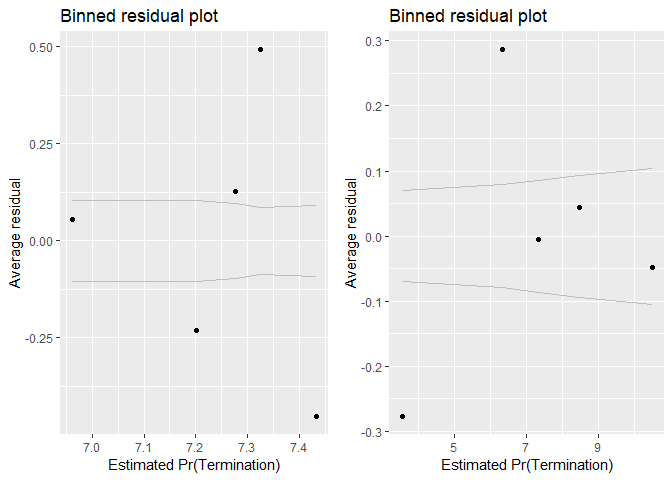 Binned residual plot
0.50
0.25
0.00
-0.25
Average residual
7.0 7.1 7.2 7.3 7.4
Estimated Pr(Termination)
Binned residual plot
0.3
0.2
0.1
0.0
-0.1
-0.2
-0.3
Average residual
5 7 9
Estimated Pr(Termination)